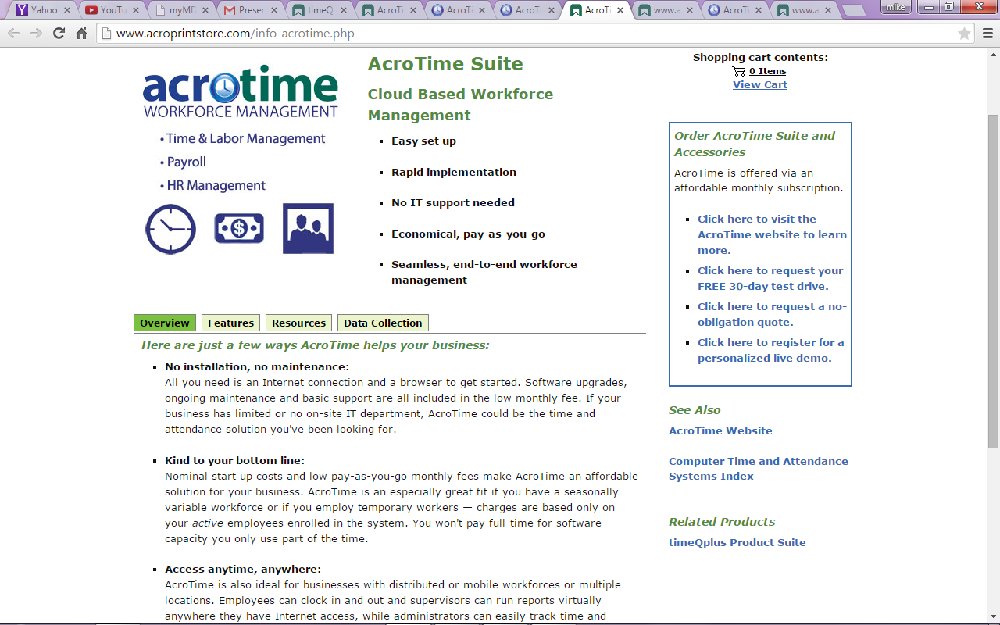 Yahoo
YouTu
myMD
Presen
timeQ
AcroTi
AcroTi
AcroTi
AcroTi
www.a
AcroTi
www.a
mike
www.acroprintstore.com/info-acrotime.php
acrotime
WORKFORCE MANAGEMENT
• Time & Labor Management
• Payroll
• HR Management
AcroTime Suite
Cloud Based Workforce
Management
Easy set up
Rapid implementation
No IT support needed
Economical, pay-as-you-go
Seamless, end-to-end workforce
management
Shopping cart contents:
0 Items
View Cart
Order AcroTime Suite and
Accessories
AcroTime is offered via an
affordable monthly subscription.
Click here to visit the
AcroTime website to learn
more.
Click here to request your
FREE 30-day test drive.
Click here to request a no-
obligation quote.
Click here to register for a
personalized live demo.
See Also
AcroTime Website
Computer Time and Attendance
Systems Index
Related Products
timeQplus Product Suite
Overview
Features
Resources
Data Collection
Here are just a few ways AcroTime helps your business:
No installation, no maintenance:
All you need is an Internet connection and a browser to get started. Software upgrades,
ongoing maintenance and basic support are all included in the low monthly fee. If your
business has limited or no on-site IT department, AcroTime could be the time and
attendance solution you've been looking for.
Kind to your bottom line:
Nominal start up costs and low pay-as-you-go monthly fees make AcroTime an affordable
solution for your business. AcroTime is an especially great fit if you have a seasonally
variable workforce or if you employ temporary workers — charges are based only on
your active employees enrolled in the system. You won't pay full-time for software
capacity you only use part of the time.
Access anytime, anywhere:
AcroTime is also ideal for businesses with distributed or mobile workforces or multiple
locations. Employees can clock in and out and supervisors can run reports virtually
anywhere they have Internet access, while administrators can easily track time and